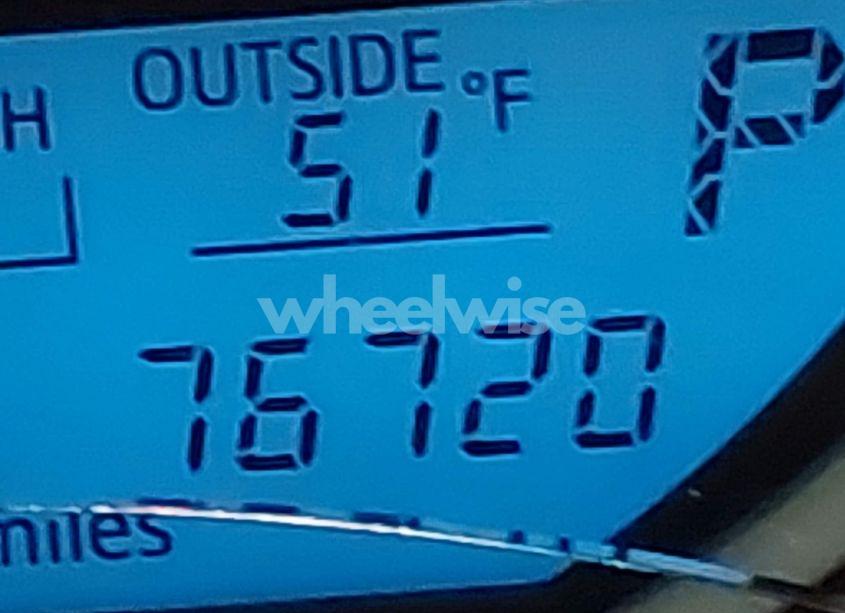 OUTSIDE °F
H
51
P
wheelwise
76720
miles